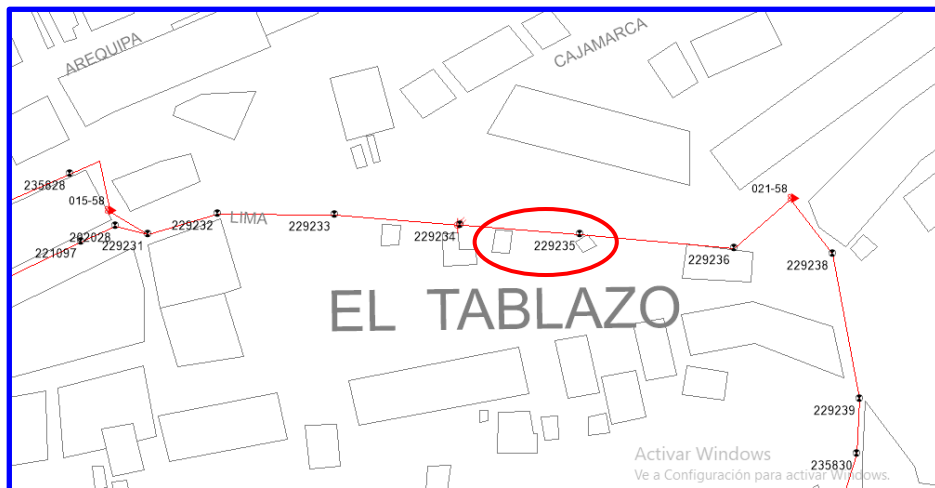 AREQUIPA
CAJAMARCA
235828
015-58
021-58
202028
229231
221097
229232
LIMA
229233
229234
229235
229236
229238
EL TABLAZO
229239
235830
Activar Windows
Ve a Configuración para activar Windows.